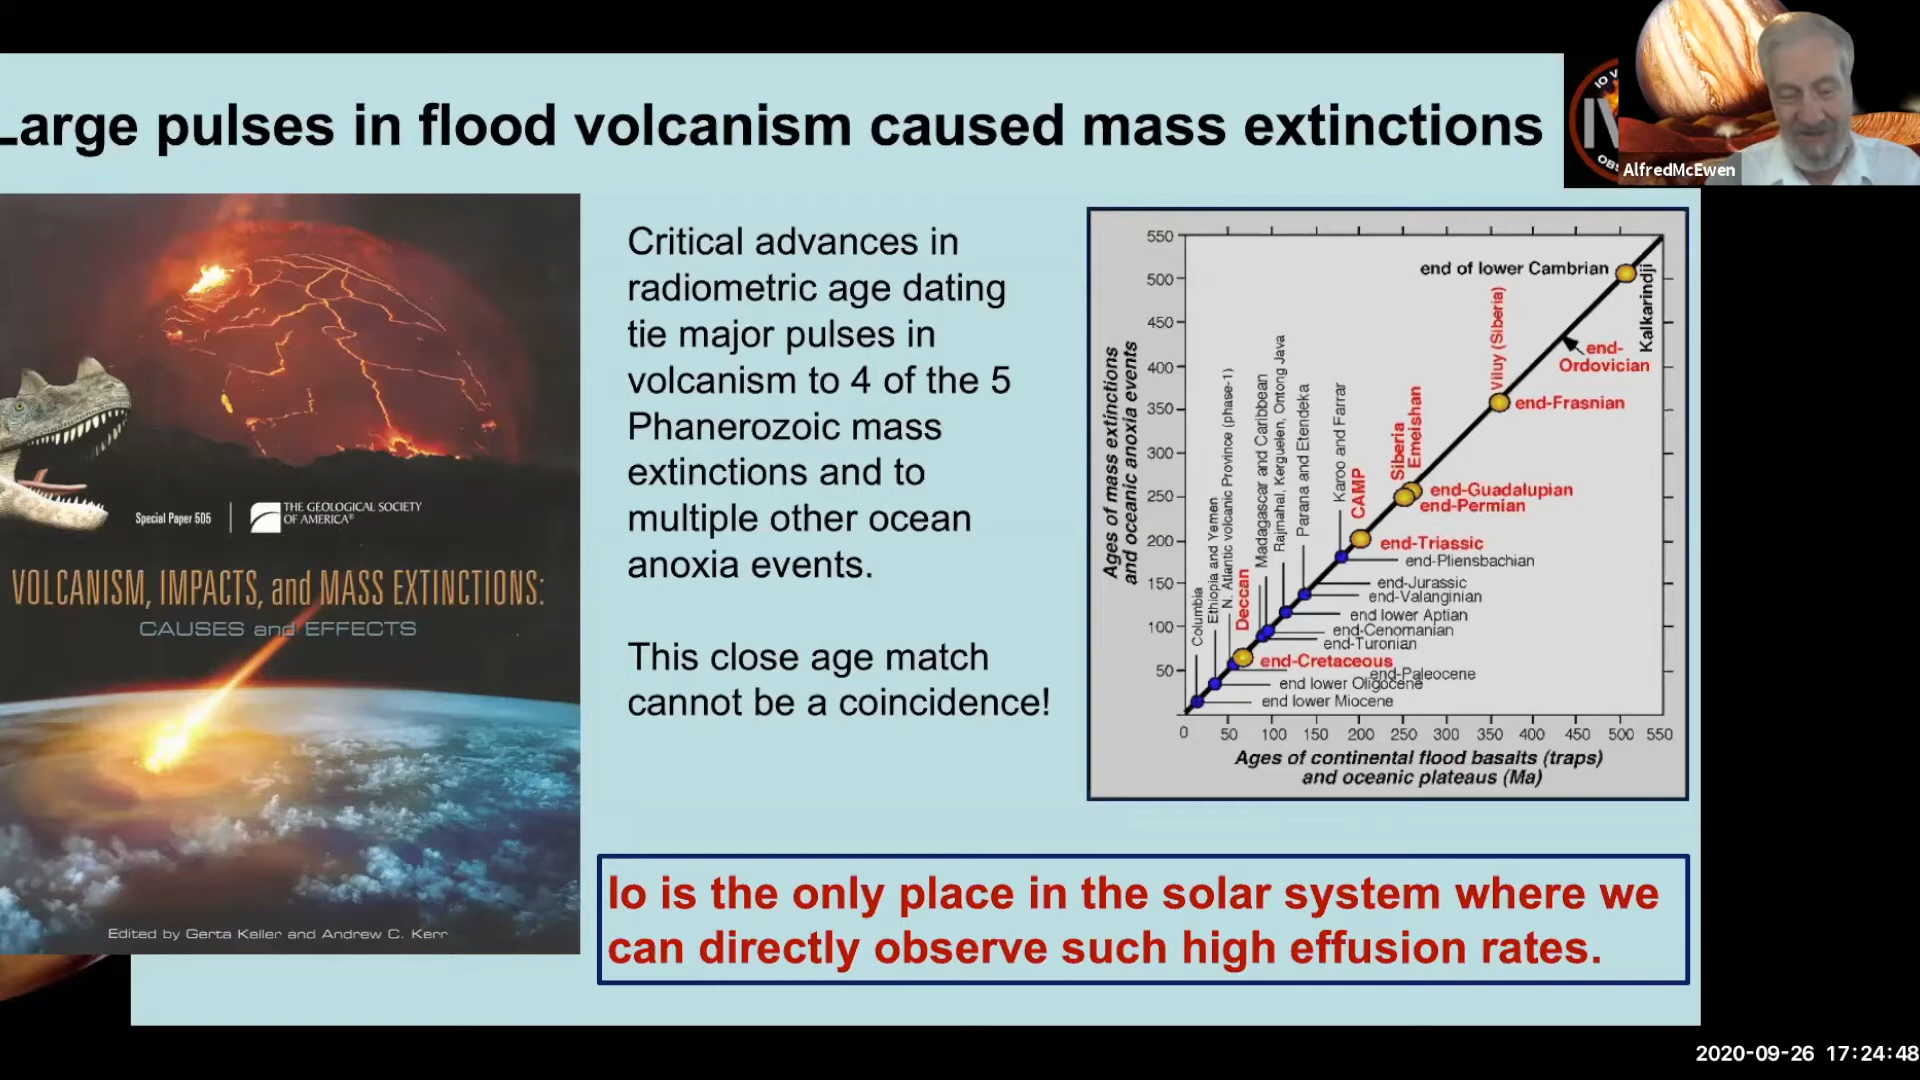 Large pulses in flood volcanism caused mass extinctions
AlfredMcEwen
Critical advances in
radiometric age dating
tie major pulses in
volcanism to 4 of the 5
Phanerozoic mass
extinctions and to
multiple other ocean
anoxia events.
This close age match
cannot be a coincidence!
Special Paper 505
THE GEOLOGICAL SOCIETY
OF AMERICA®
VOLCANISM, IMPACTS, and MASS EXTINCTIONS:
CAUSES and EFFECTS
Edited by Gerta Keller and Andrew C. Kerr
Ages of mass extinctions
and oceanic anoxia events
550
500
450
400
350
300
250
200
150
100
50
end of lower Cambrian
Kalkarindji
end-
Ordovician
Viluy (Siberia)
end-Frasnian
Siberia
Emeishan
end-Guadalupian
end-Permian
CAMP
end-Triassic
Karoo and Farrar
end-Pliensbachian
end-Jurassic
Parana and Etendeka
end-Valanginian
Rajmahal, Kerguelen, Ontong Java
end lower Aptian
Madagascar and Caribbean
end-Cenomanian
end-Turonian
Deccan
end-Cretaceous
N. Atlantic volcanic Province (phase-1)
end-Paleocene
Ethiopia and Yemen
end lower Oligocene
Columbia
end lower Miocene
0 50 100 150 200 250 300 350 400 450 500 550
Ages of continental flood basalts (traps)
and oceanic plateaus (Ma)
Io is the only place in the solar system where we
can directly observe such high effusion rates.
2020-09-26 17:24:48